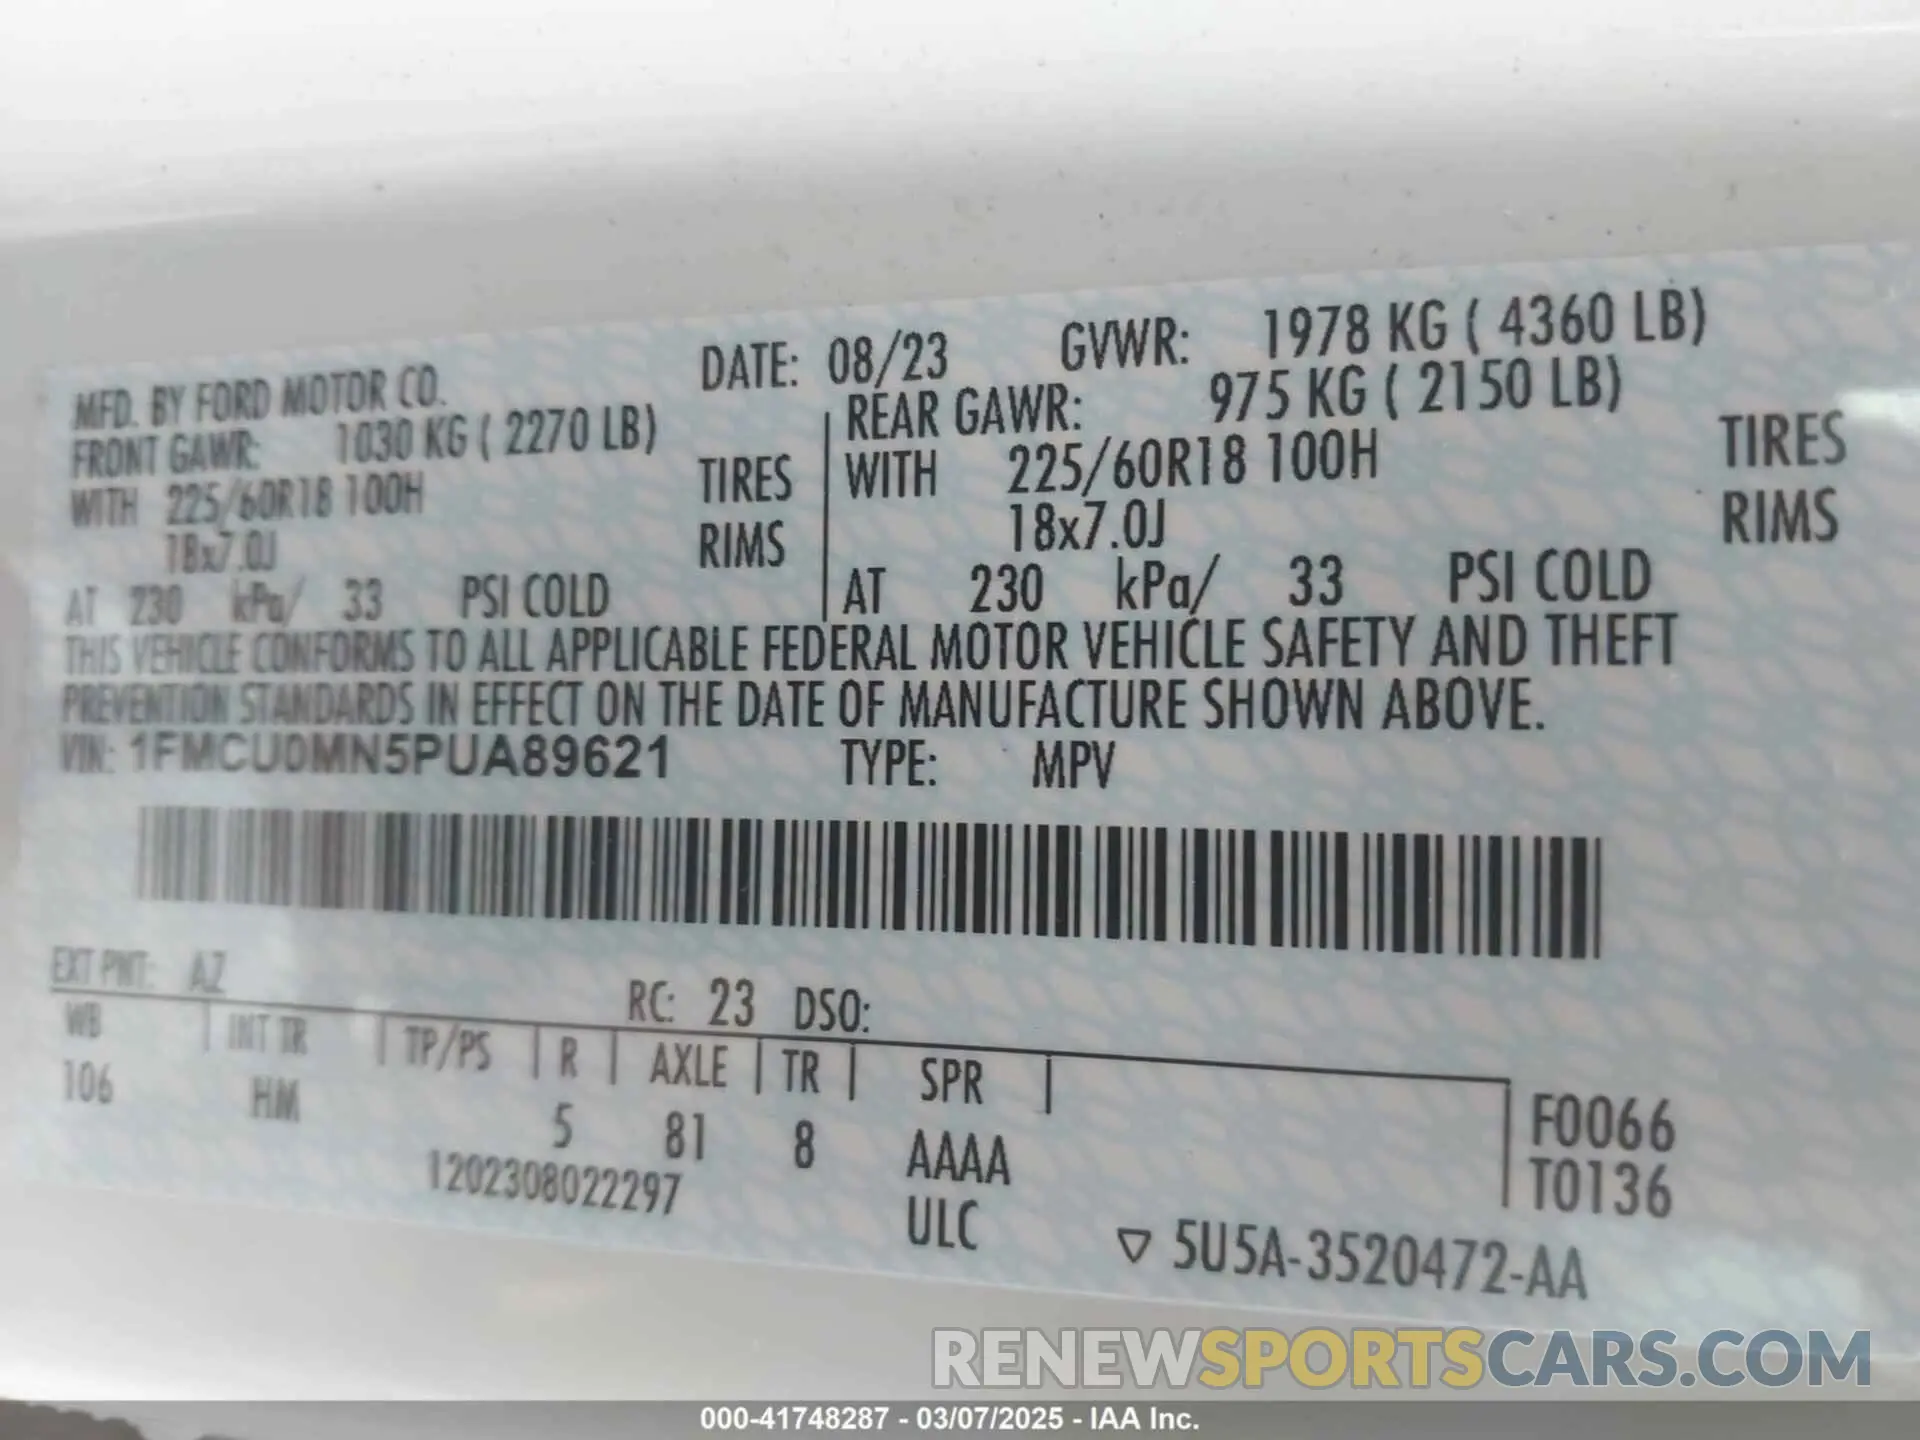 MFD. BY FORD MOTOR CO. DATE: 08/23 GVWR: 1978 KG ( 4360 LB)
FRONT GAWR: 1030 KG ( 2270 LB) REAR GAWR: 975 KG ( 2150 LB)
WITH 225/60R18 100H TIRES WITH 225/60R18 100H TIRES
18x7.0J RIMS 18x7.0J RIMS
AT 230 kPa/ 33 PSI COLD AT 230 kPa/ 33 PSI COLD
THIS VEHICLE CONFORMS TO ALL APPLICABLE FEDERAL MOTOR VEHICLE SAFETY AND THEFT
PREVENTION STANDARDS IN EFFECT ON THE DATE OF MANUFACTURE SHOWN ABOVE.
VIN: 1FMCU0MN5PUA89621 TYPE: MPV
EXT PNT: AZ RC: 23 DSO:
WB | INT TR | TP/PS | R | AXLE | TR | SPR |
106 HM 5 81 8 AAAA F0066
1202308022297 ULC T0136
▽ 5U5A-3520472-AA
RENEWSPORTSCARS.COM
000-41748287 - 03/07/2025 - IAA Inc.